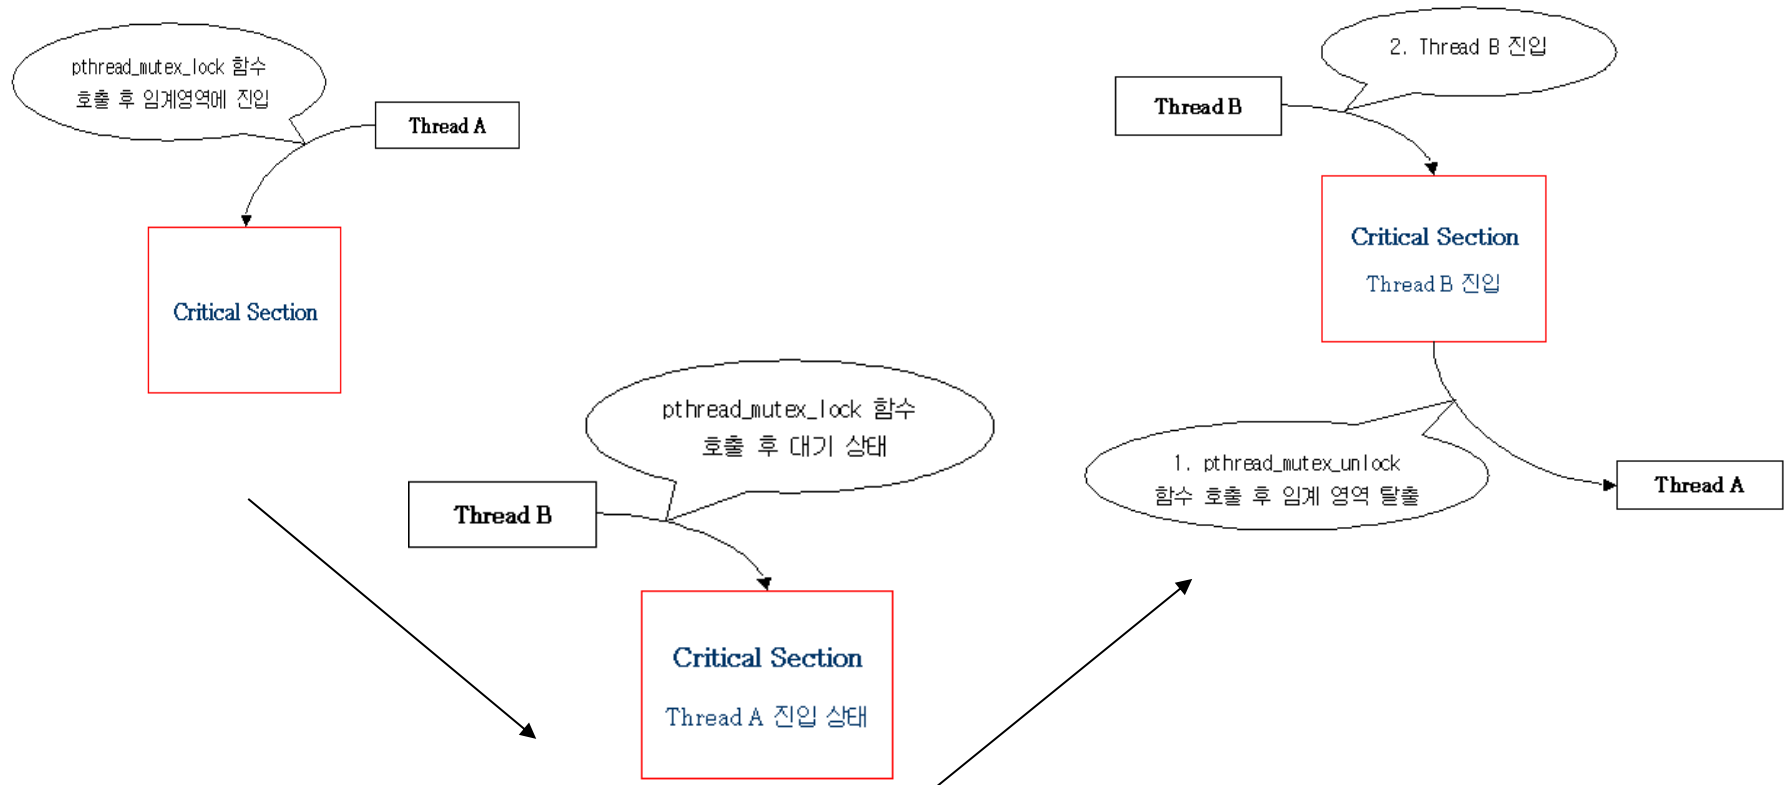 pthread_mutex_lock 함수
호출 후 임계영역에 진입
Thread A
Critical Section
pthread_mutex_lock 함수
호출 후 대기 상태
Thread B
Critical Section
Thread A 진입 상태
2. Thread B 진입
Thread B
Critical Section
Thread B 진입
1. pthread_mutex_unlock
함수 호출 후 임계 영역 탈출
Thread A